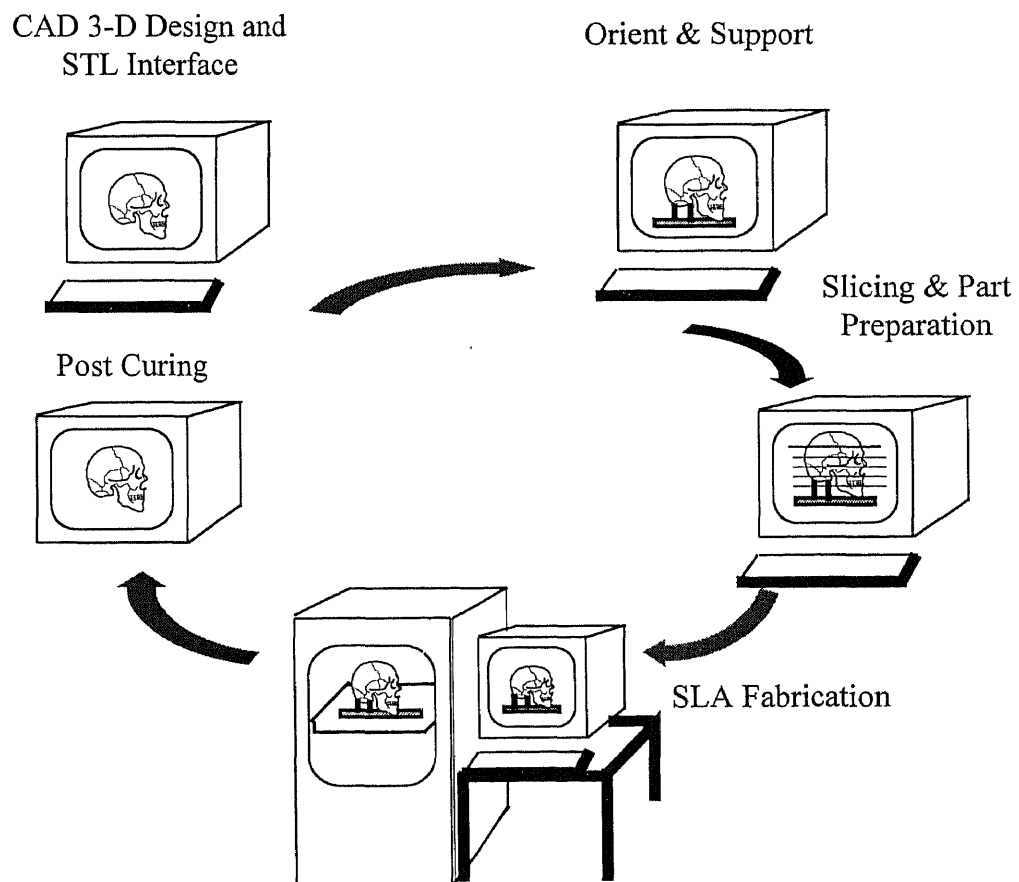 CAD 3-D Design and
STL Interface
Orient & Support
Slicing & Part
Preparation
SLA Fabrication
Post Curing